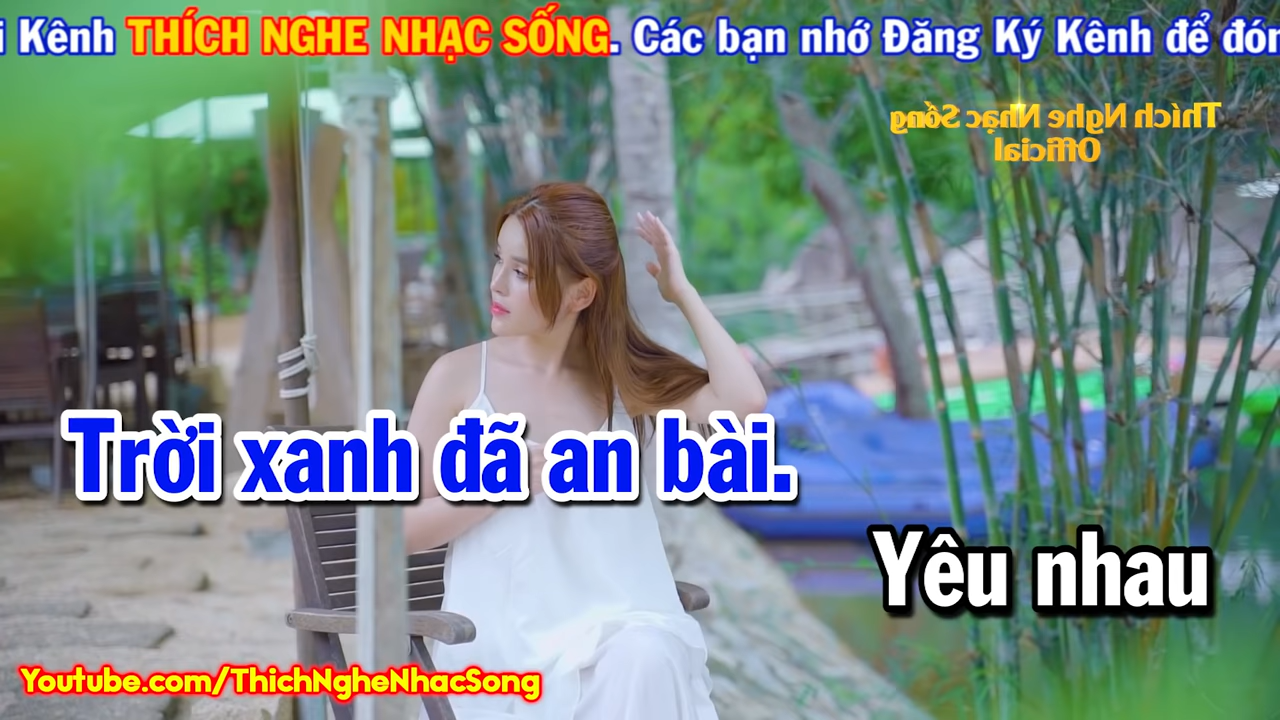 i Kênh THÍCH NGHE NHẠC SỐNG. Các bạn nhớ Đăng Ký Kênh để đón
Thích Nghe Nhạc Sống
Official
Trời xanh đã an bài.
Yêu nhau
Youtube.com/ThichNgheNhacSong